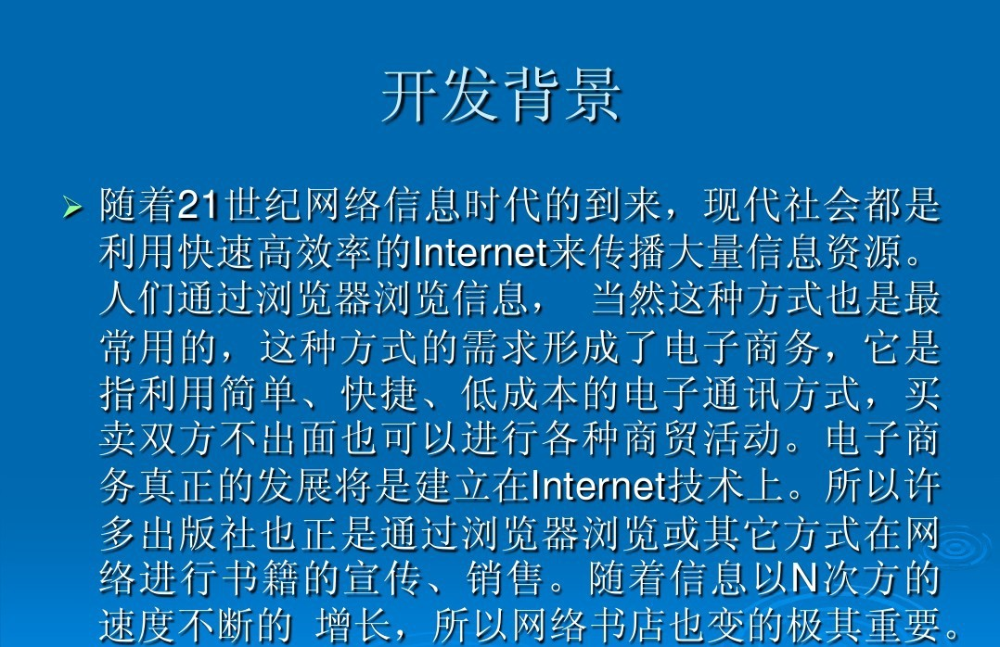 开发背景
随着21世纪网络信息时代的到来，现代社会都是
利用快速高效率的Internet来传播大量信息资源。
人们通过浏览器浏览信息， 当然这种方式也是最
常用的，这种方式的需求形成了电子商务，它是
指利用简单、快捷、低成本的电子通讯方式，买
卖双方不出面也可以进行各种商贸活动。电子商
务真正的发展将是建立在Internet技术上。所以许
多出版社也正是通过浏览器浏览或其它方式在网
络进行书籍的宣传、销售。随着信息以N次方的
速度不断的 增长，所以网络书店也变的极其重要。